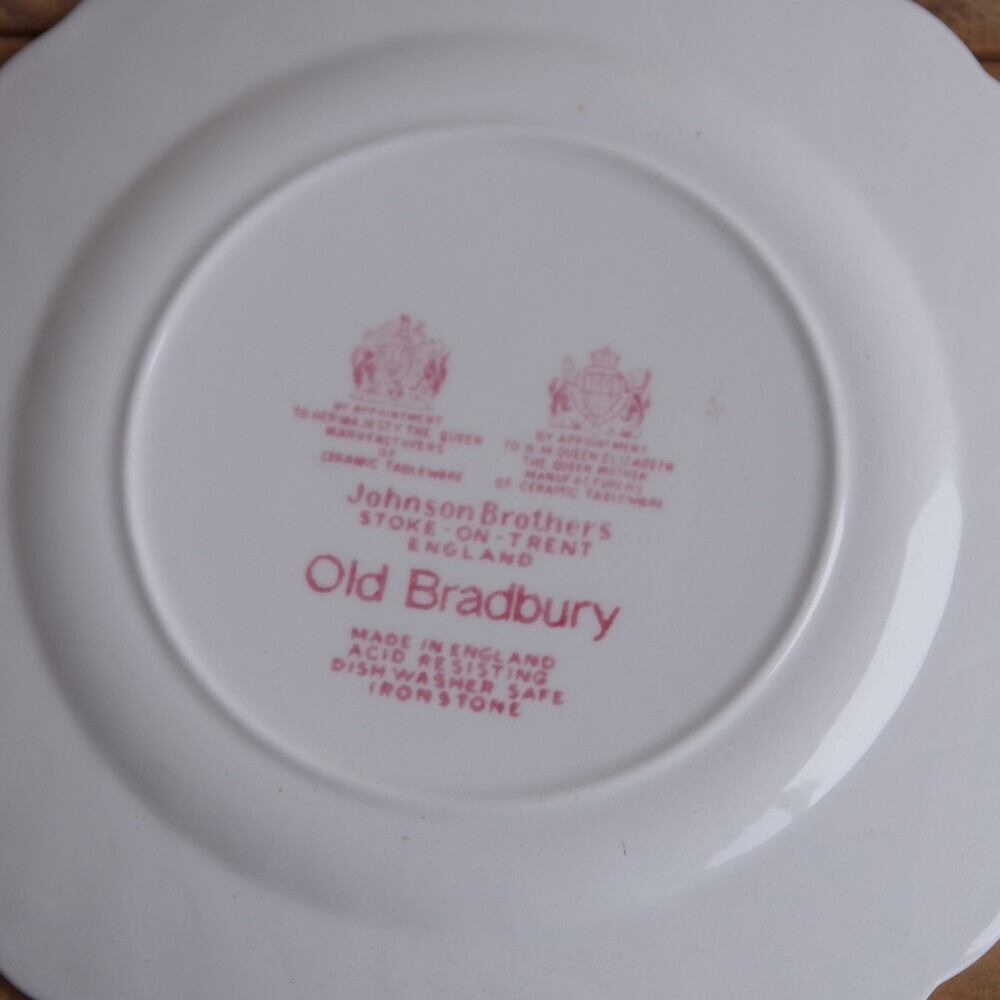 BY APPOINTMENT
TO HER MAJESTY THE QUEEN
MANUFACTURERS
OF
CERAMIC TABLEWARE
BY APPOINTMENT
TO H.M. QUEEN ELIZABETH
THE QUEEN MOTHER
MANUFACTURERS
OF CERAMIC TABLEWARE
Johnson Brothers
STOKE-ON-TRENT
ENGLAND
Old Bradbury
MADE IN ENGLAND
ACID RESISTING
DISH WASHER SAFE
IRONSTONE